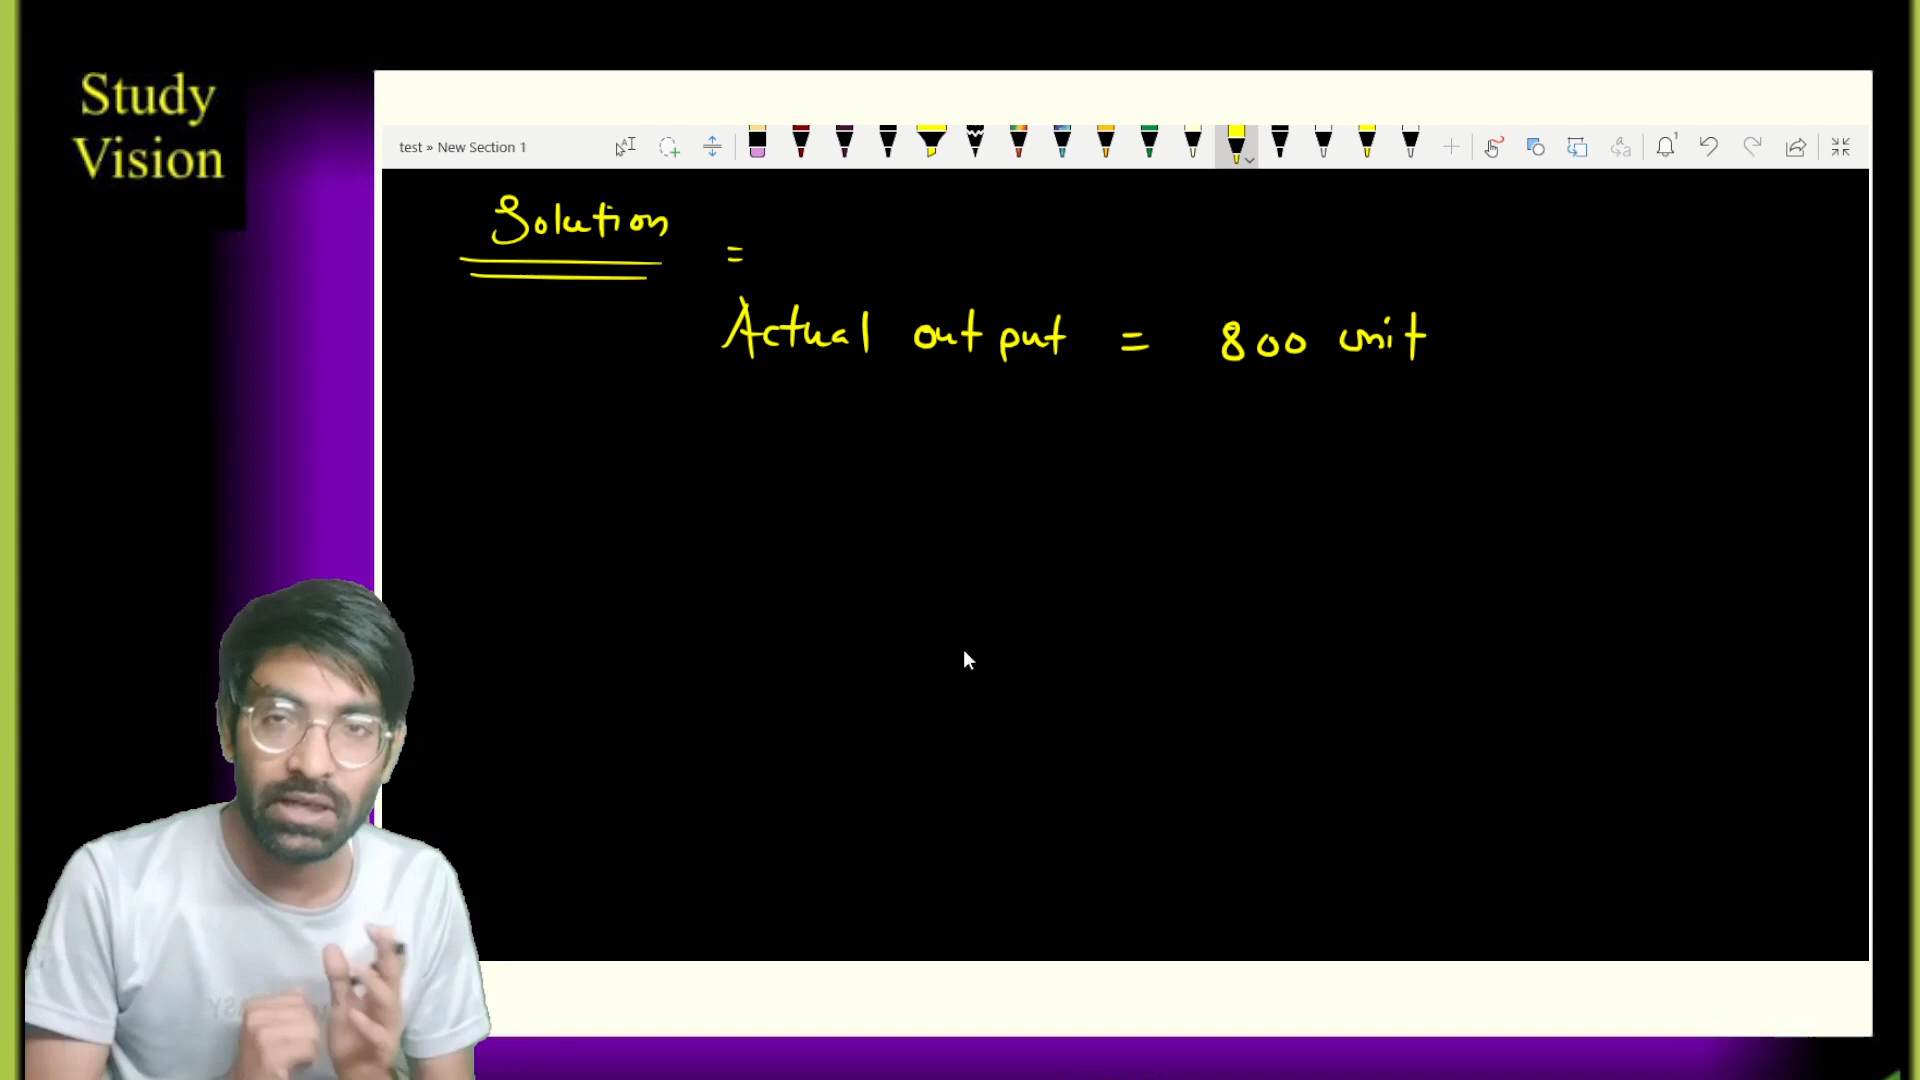 Study
Vision
test » New Section 1
Solution
=
Actual output = 800 unit